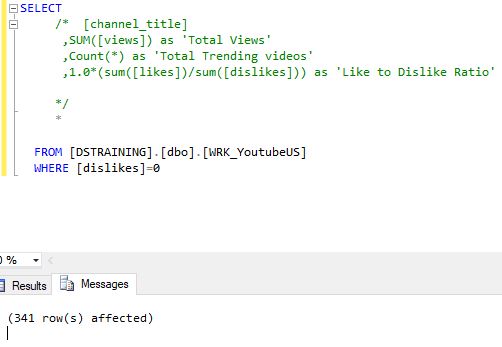 SELECT
/*  [channel_title]
,SUM([views]) as 'Total Views'
,Count(*) as 'Total Trending videos'
,1.0*(sum([likes])/sum([dislikes])) as 'Like to Dislike Ratio'
*/
*
FROM [DSTRAINING].[dbo].[WRK_YoutubeUS]
WHERE [dislikes]=0
0 %
Results Messages
(341 row(s) affected)